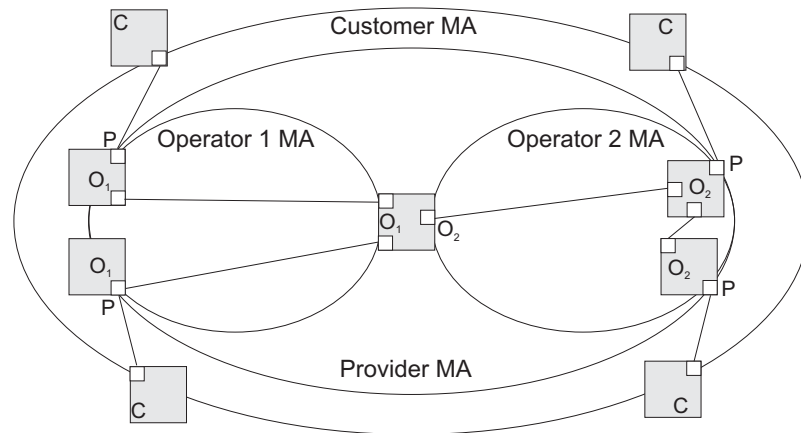 Customer MA
C
C
P
Operator 1 MA
Operator 2 MA
P
O₁
O₂
O₁
O₂
O₁
O₂
P
P
Provider MA
C
C